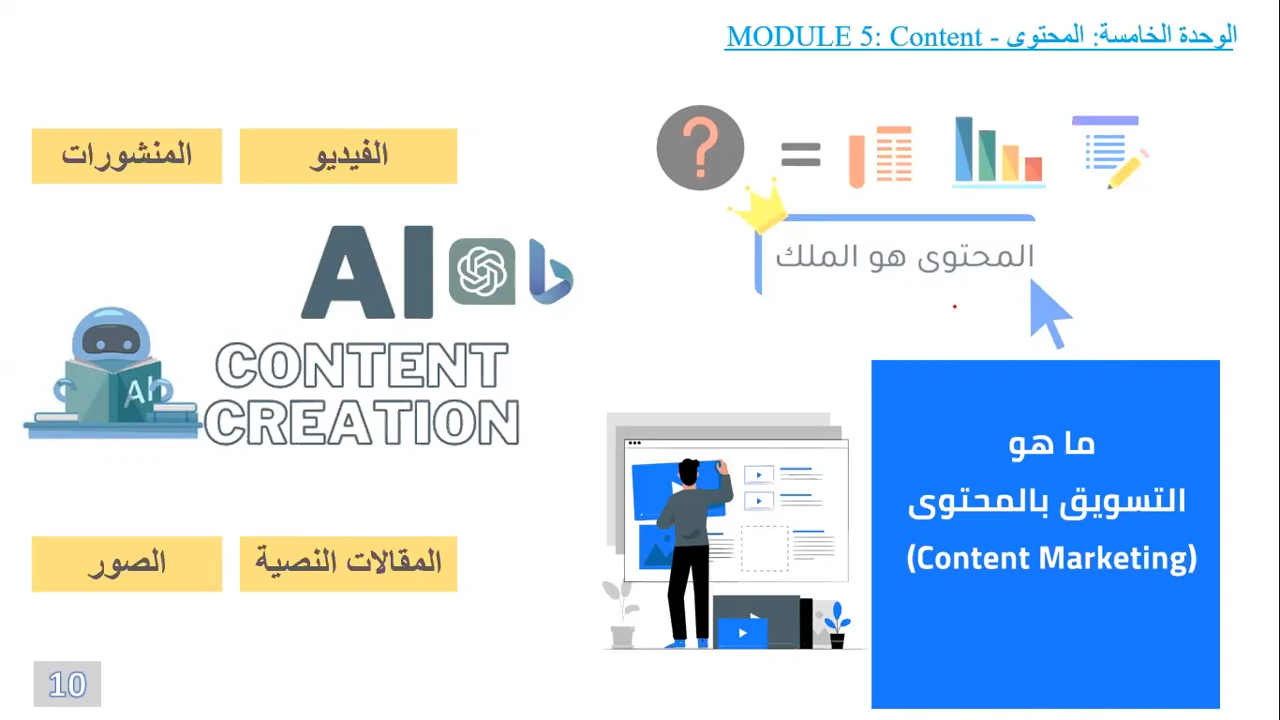 الوحدة الخامسة: المحتوى - MODULE 5: Content
?
=
المحتوى هو الملك
الفيديو
المنشورات
AI
CONTENT
CREATION
AI
المقالات النصية
الصور
ما هو
التسويق بالمحتوى
(Content Marketing)
10